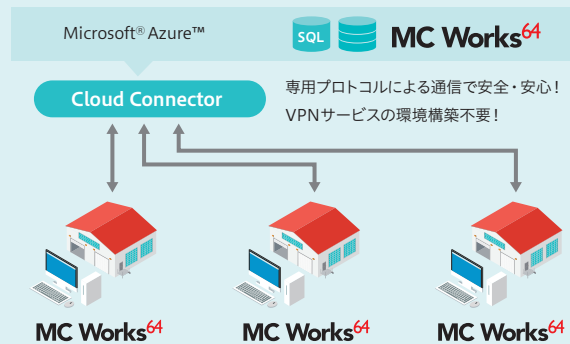 Microsoft® Azure™
SQL
MC Works64
Cloud Connector
専用プロトコルによる通信で安全・安心!
VPNサービスの環境構築不要!
MC Works64
MC Works64
MC Works64